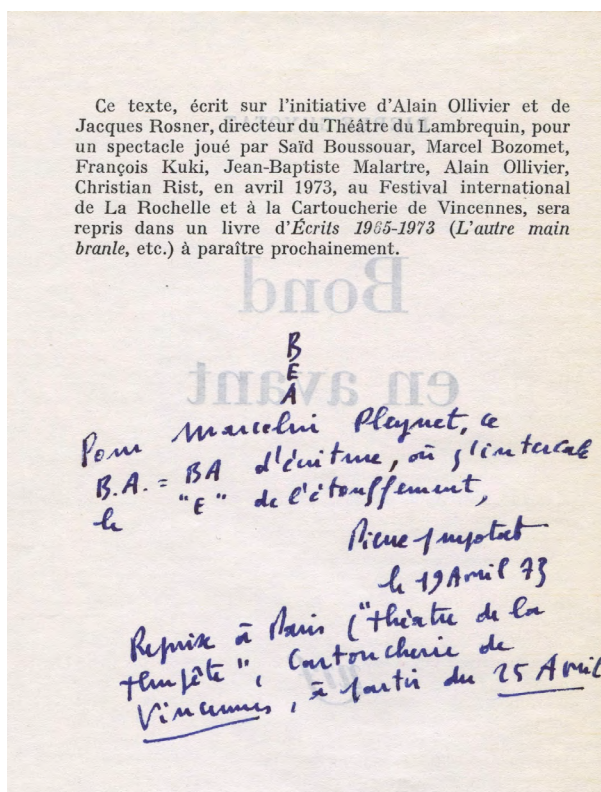 Ce texte, écrit sur l'initiative d'Alain Ollivier et de
Jacques Rosner, directeur du Théâtre du Lambrequin, pour
un spectacle joué par Saïd Boussouar, Marcel Bozomet,
François Kuki, Jean-Baptiste Malartre, Alain Ollivier,
Christian Rist, en avril 1973, au Festival international
de La Rochelle et à la Cartoucherie de Vincennes, sera
repris dans un livre d'Écrits 1965-1973 (L'autre main
branle, etc.) à paraître prochainement.
Bond
en avant
B
E
A
Pour Marcelin Pleynet, ce
B.A. = BA d'écriture, où s'intercale
le "E" de l'étouffement,
Pierre Guyotat
le 19 Avril 73
Reprise à Paris ("théâtre de la
tempête", Cartoucherie de
Vincennes, à partir du 25 Avril